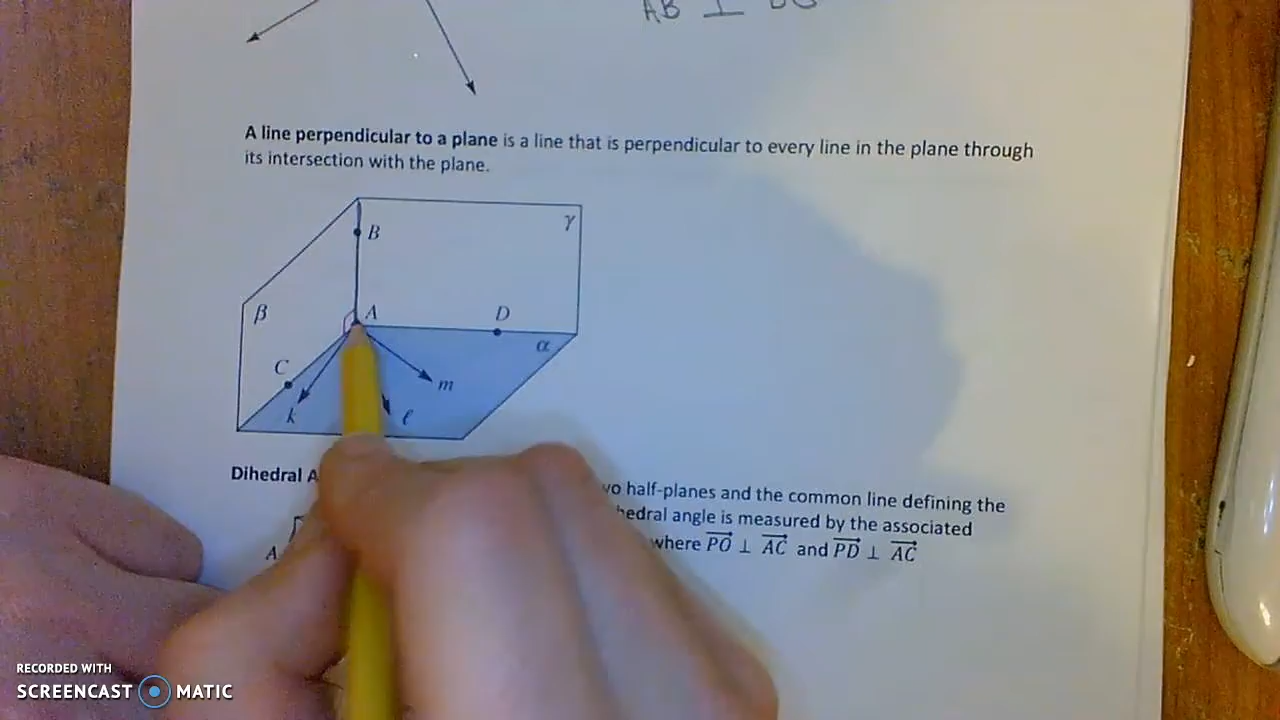 AB ⊥
A line perpendicular to a plane is a line that is perpendicular to every line in the plane through
its intersection with the plane.
γ
B
β
A
D
α
C
m
k
ℓ
Dihedral A
vo half-planes and the common line defining the
hedral angle is measured by the associated
A
where PO ⊥ AC and PD ⊥ AC
RECORDED WITH
SCREENCAST MATIC